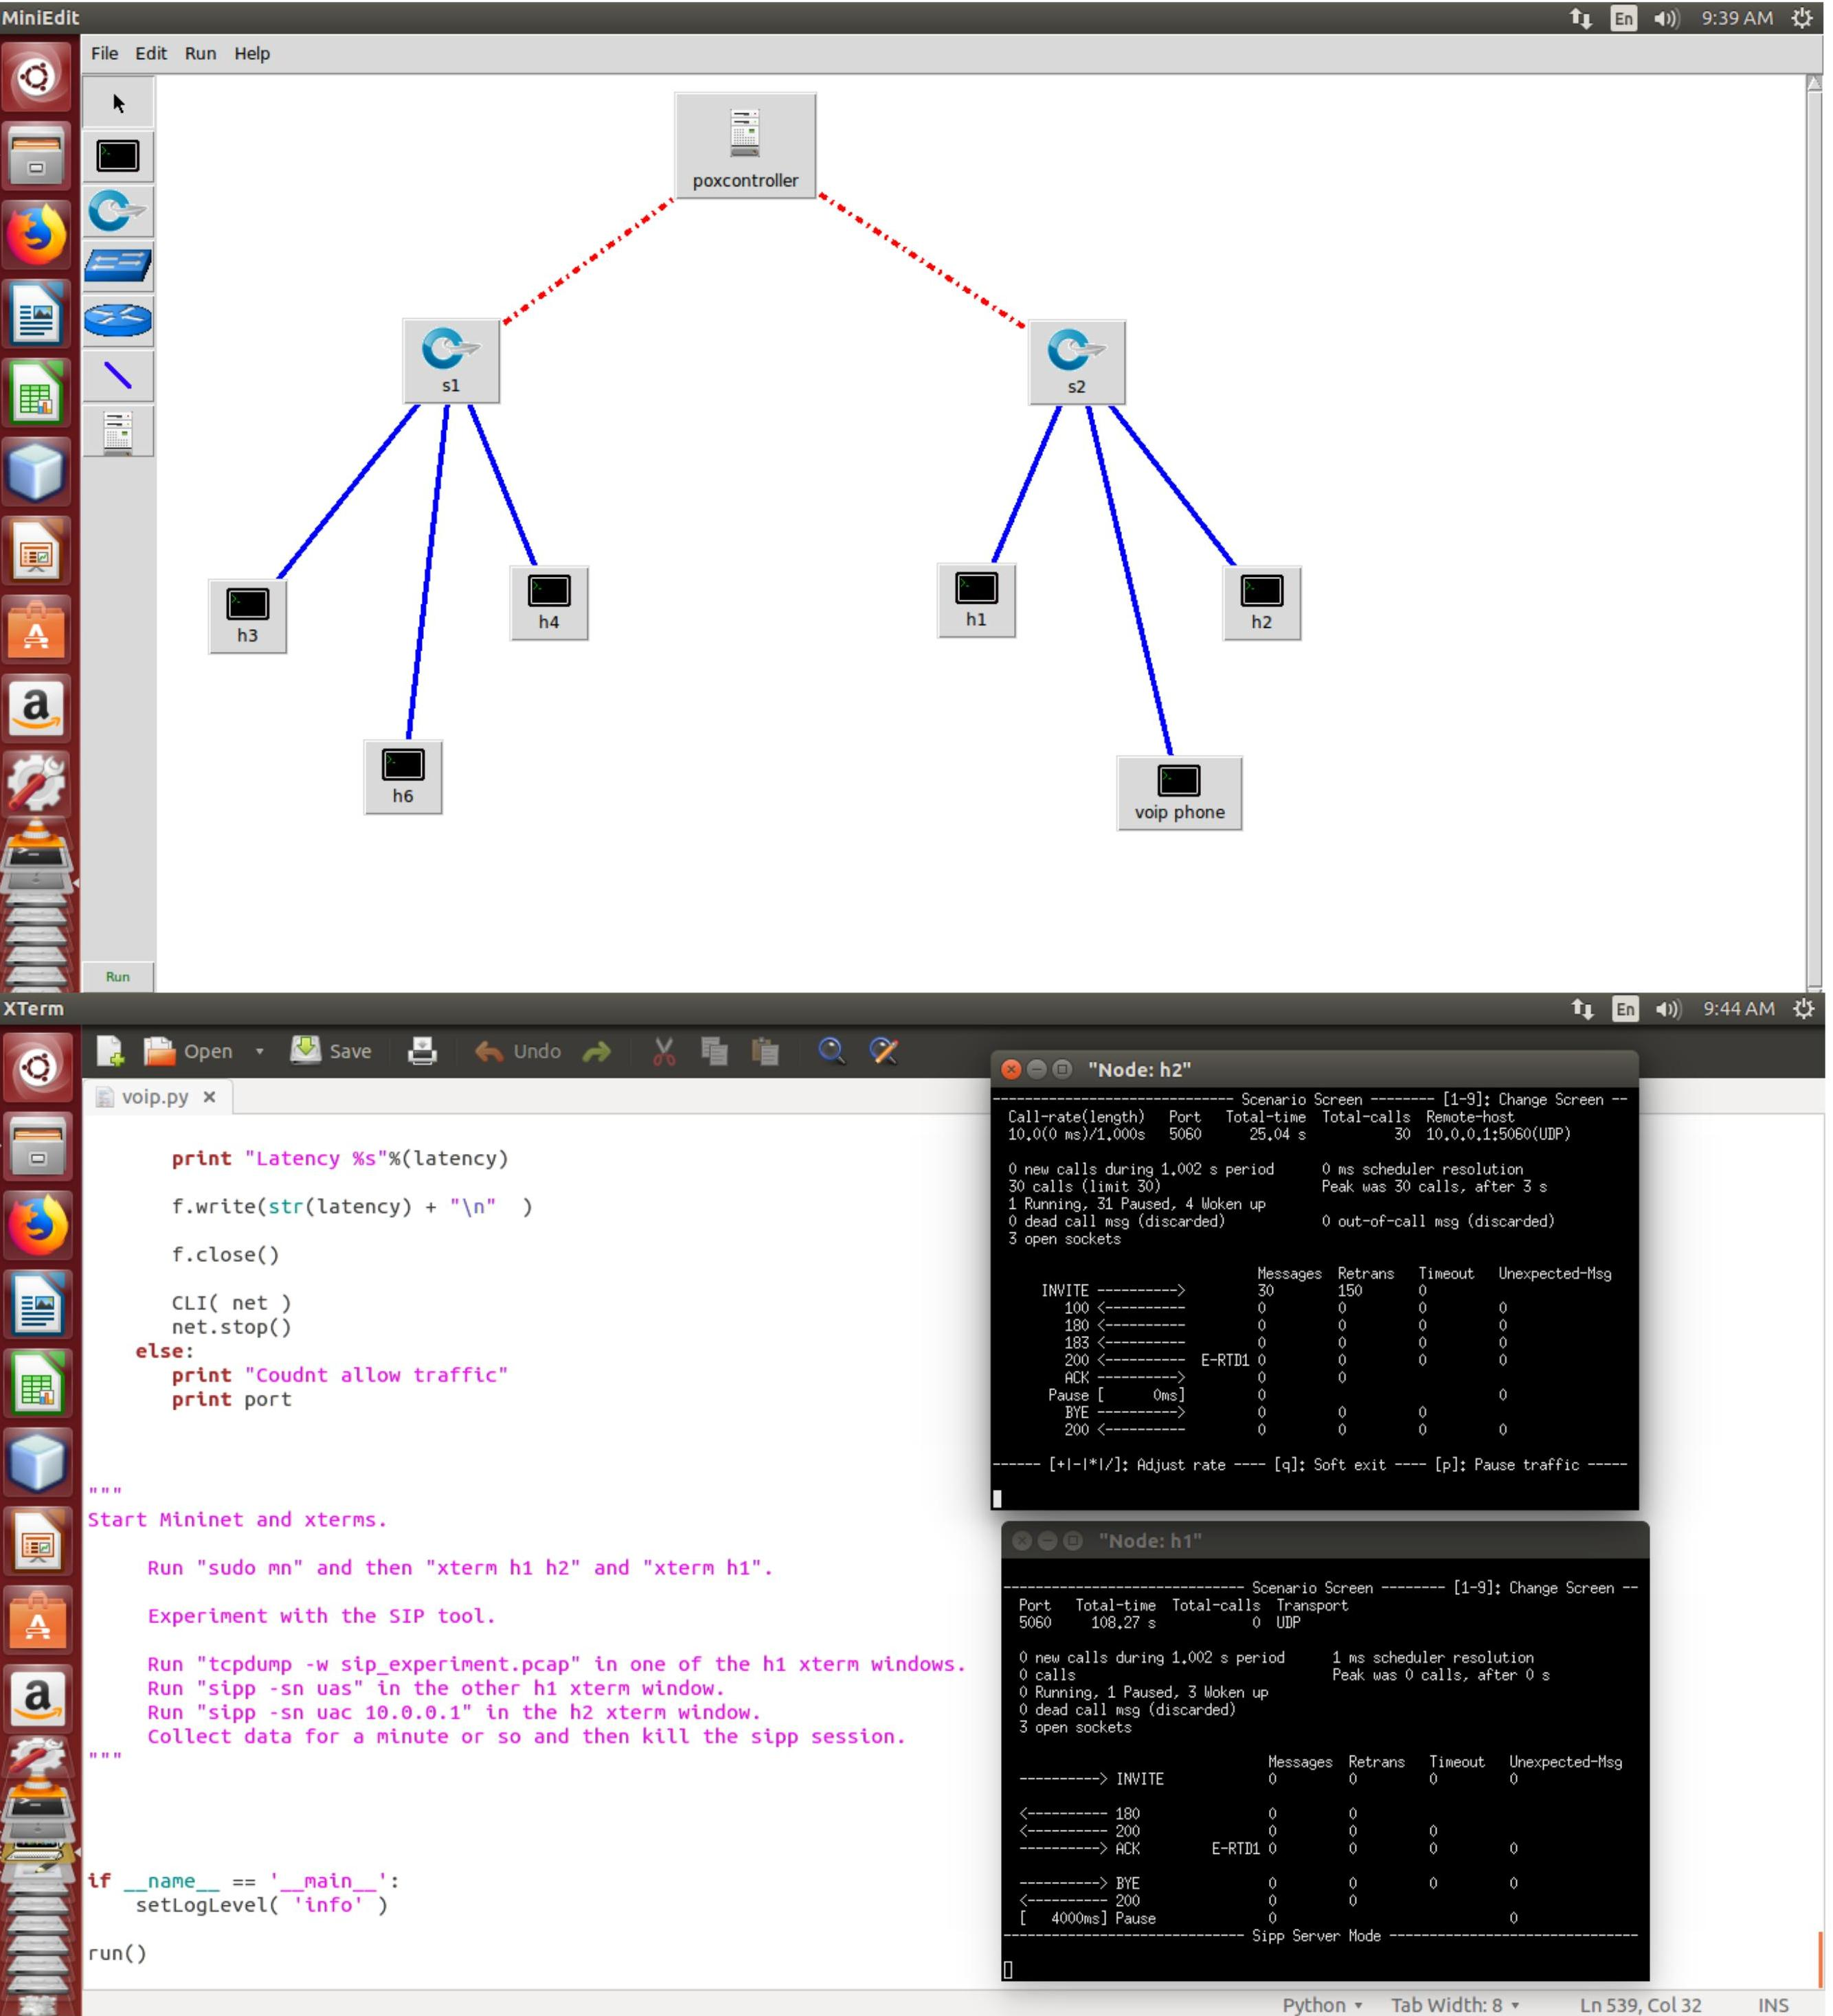 MiniEdit
En 9:39 AM
File Edit Run Help
poxcontroller
s1
s2
h3
h4
h1
h2
h6
voip phone
Run
XTerm
En 9:44 AM
Open Save Undo
voip.py
print "Latency %s"%(latency)
f.write(str(latency) + "\n" )
f.close()
CLI( net )
net.stop()
else:
print "Coudnt allow traffic"
print port
"""
Start Mininet and xterms.
Run "sudo mn" and then "xterm h1 h2" and "xterm h1".
Experiment with the SIP tool.
Run "tcpdump -w sip_experiment.pcap" in one of the h1 xterm windows.
Run "sipp -sn uas" in the other h1 xterm window.
Run "sipp -sn uac 10.0.0.1" in the h2 xterm window.
Collect data for a minute or so and then kill the sipp session.
"""
if __name__ == '__main__':
setLogLevel( 'info' )
run()
"Node: h2"
------------------------------ Scenario Screen -------- [1-9]: Change Screen --
Call-rate(length) Port Total-time Total-calls Remote-host
10.0(0 ms)/1.000s 5060 25.04 s 30 10.0.0.1:5060(UDP)
0 new calls during 1.002 s period 0 ms scheduler resolution
30 calls (limit 30) Peak was 30 calls, after 3 s
1 Running, 31 Paused, 4 Woken up
0 dead call msg (discarded) 0 out-of-call msg (discarded)
3 open sockets
Messages Retrans Timeout Unexpected-Msg
INVITE ----------> 30 150 0
100 <---------- 0 0 0 0
180 <---------- 0 0 0 0
183 <---------- 0 0 0 0
200 <---------- E-RTD1 0 0 0 0
ACK ----------> 0 0
Pause [ 0ms] 0 0
BYE ----------> 0 0 0
200 <---------- 0 0 0 0
------ [+|-|*|/]: Adjust rate ---- [q]: Soft exit ---- [p]: Pause traffic -----
"Node: h1"
------------------------------ Scenario Screen -------- [1-9]: Change Screen --
Port Total-time Total-calls Transport
5060 108.27 s 0 UDP
0 new calls during 1.002 s period 1 ms scheduler resolution
0 calls Peak was 0 calls, after 0 s
0 Running, 1 Paused, 3 Woken up
0 dead call msg (discarded)
3 open sockets
Messages Retrans Timeout Unexpected-Msg
----------> INVITE 0 0 0 0
<---------- 180 0 0
<---------- 200 0 0 0
----------> ACK E-RTD1 0 0 0
----------> BYE 0 0 0 0
<---------- 200 0 0
[ 4000ms] Pause 0 0
------------------------------ Sipp Server Mode -------------------------------
Python Tab Width: 8 Ln 539, Col 32 INS